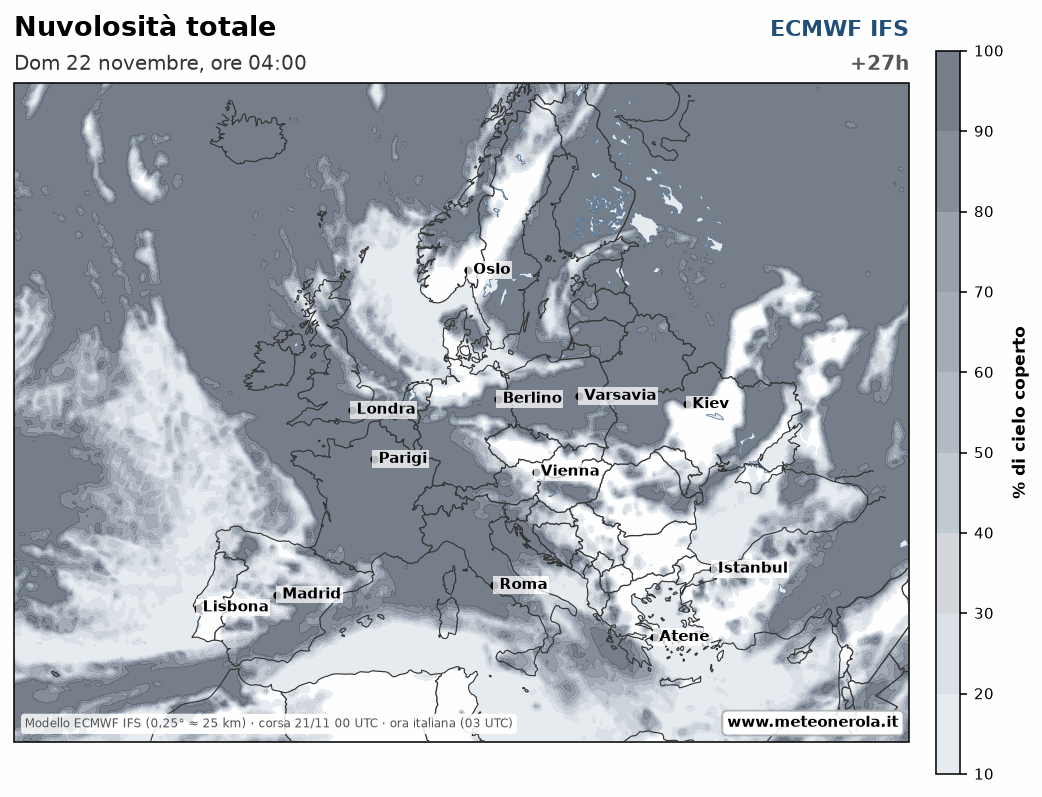 Nuvolosità totale
ECMWF IFS
Dom 22 novembre, ore 04:00
+27h
100
90
80
70
60
50
40
30
20
10
% di cielo coperto
Oslo
Berlino
Varsavia
Kiev
Londra
Parigi
Vienna
Istanbul
Roma
Madrid
Lisbona
Atene
Modello ECMWF IFS (0,25° ≈ 25 km) · corsa 21/11 00 UTC · ora italiana (03 UTC)
www.meteonerola.it